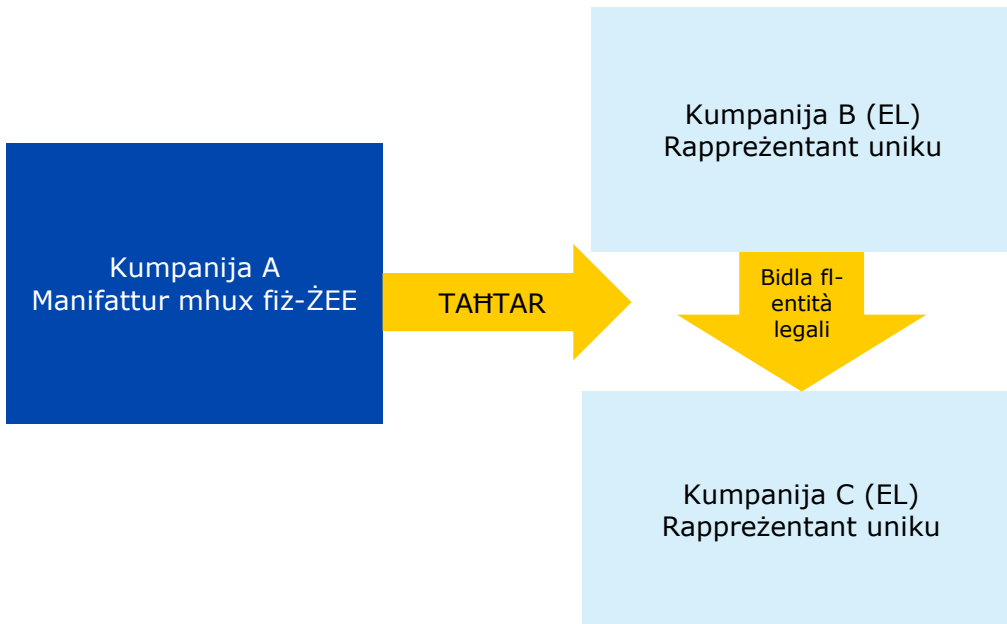 Kumpanija A
Manifattur mhux fiż-ŻEE
TAĦTAR
Kumpanija B (EL)
Rappreżentant uniku
Bidla fl-
entità
legali
Kumpanija C (EL)
Rappreżentant uniku